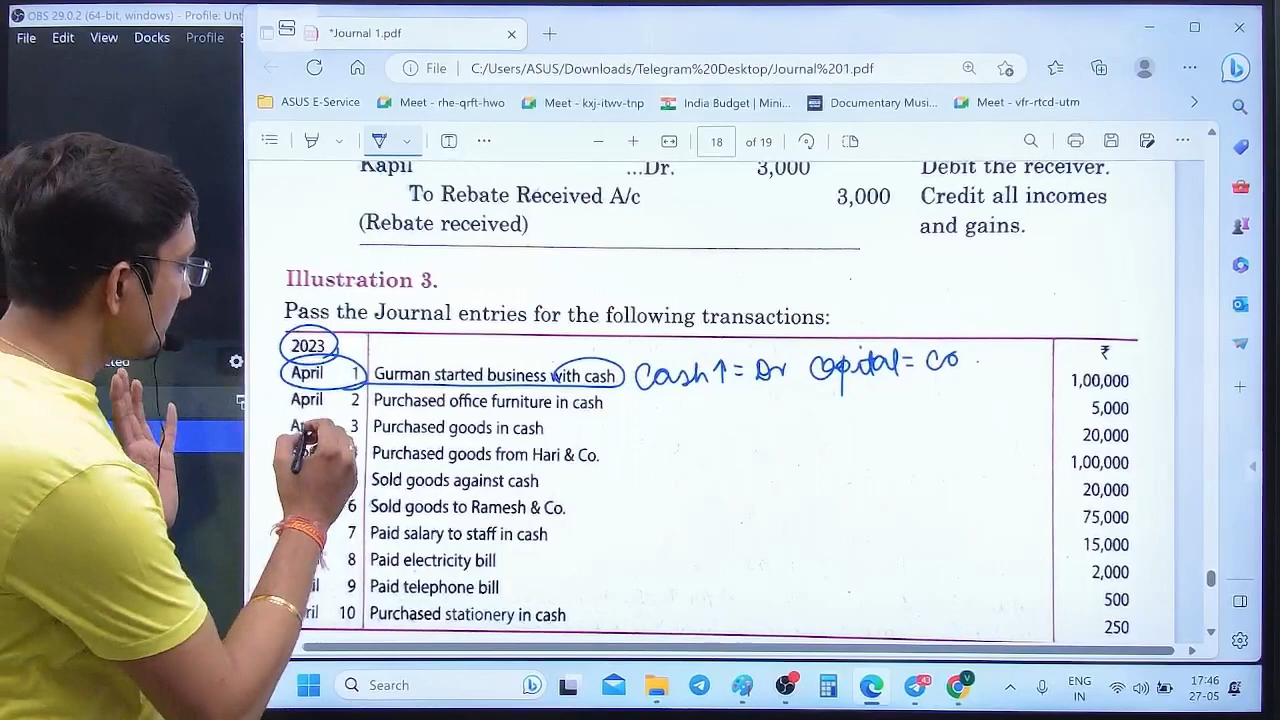 OBS 29.0.2 (64-bit, windows) - Profile: Unt
File Edit View Docks Profile
*Journal 1.pdf
File C:/Users/ASUS/Downloads/Telegram%20Desktop/Journal%201.pdf
ASUS E-Service Meet - rhe-qrft-hwo Meet - kxj-itwv-tnp India Budget | Mini... Documentary Musi... Meet - vfr-rtcd-utm
18 of 19
Kapil ...Dr. 3,000 Debit the receiver.
To Rebate Received A/c 3,000 Credit all incomes
(Rebate received) and gains.
Illustration 3.
Pass the Journal entries for the following transactions:
2023 ₹
April 1 Gurman started business with cash Cash↑ = Dr Capital = Co 1,00,000
April 2 Purchased office furniture in cash 5,000
3 Purchased goods in cash 20,000
Purchased goods from Hari & Co. 1,00,000
Sold goods against cash 20,000
6 Sold goods to Ramesh & Co. 75,000
7 Paid salary to staff in cash 15,000
8 Paid electricity bill 2,000
9 Paid telephone bill 500
10 Purchased stationery in cash 250
Search
43
V
ENG
IN
17:46
27-05